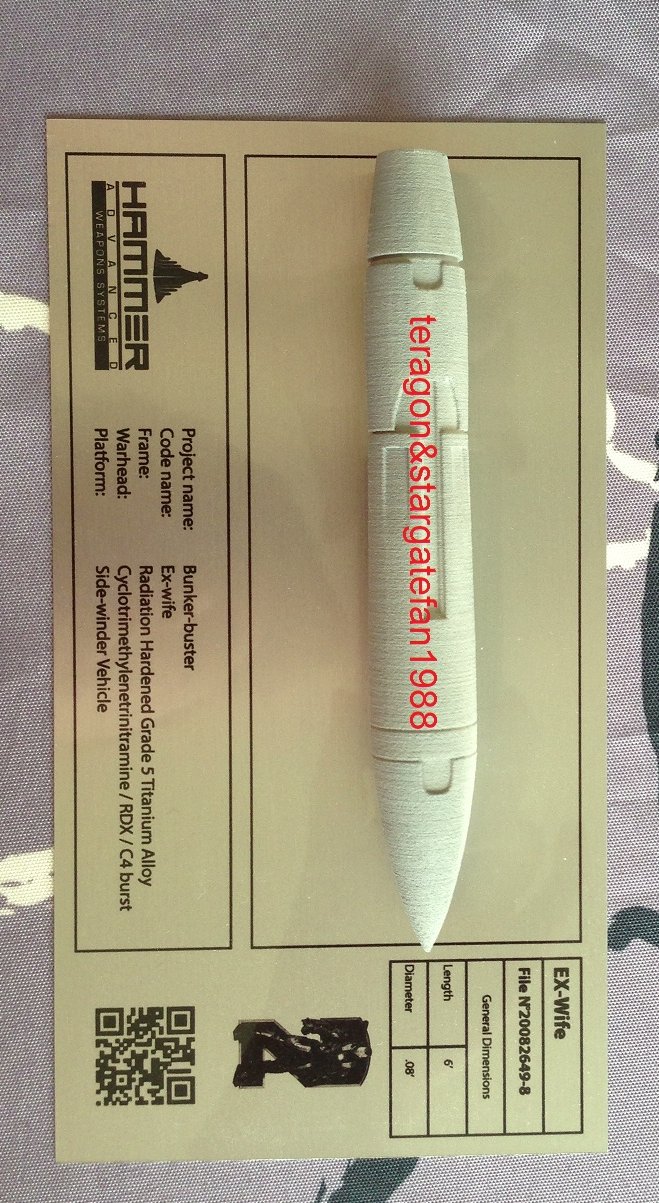 EX-Wife
File N°20082649-8
General Dimensions
Length 6'
Diameter .08'
teragon&stargatefan1988
HAMMER
ADVANCED
WEAPONS SYSTEMS
Project name: Bunker-buster
Code name: Ex-wife
Frame: Radiation Hardened Grade 5 Titanium Alloy
Warhead: Cyclotrimethylenetrinitramine / RDX / C4 burst
Platform: Side-winder Vehicle